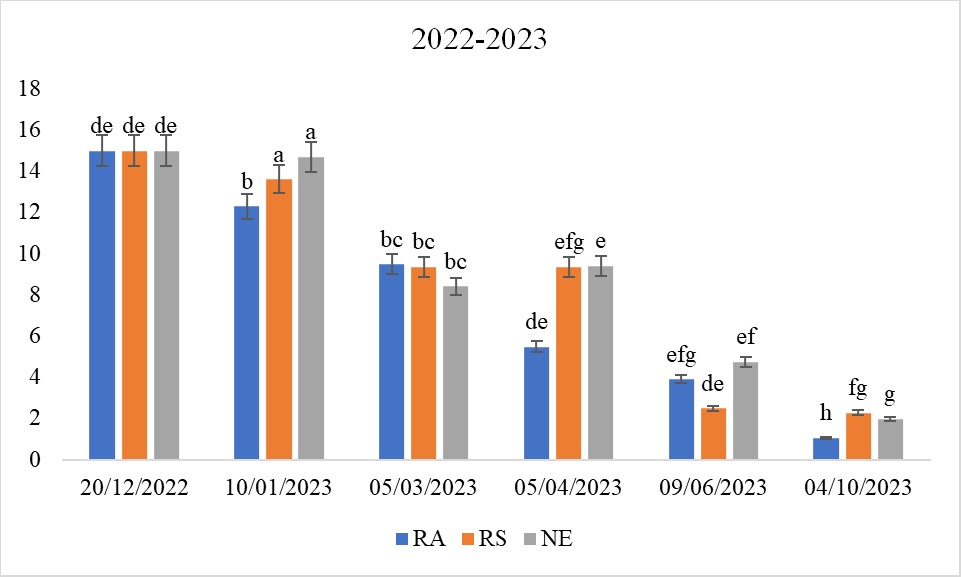 2022-2023
18
16
14
12
10
8
6
4
2
0
de de de
b a a
bc bc bc
de efg e
efg de ef
h fg g
20/12/2022 10/01/2023 05/03/2023 05/04/2023 09/06/2023 04/10/2023
RA RS NE